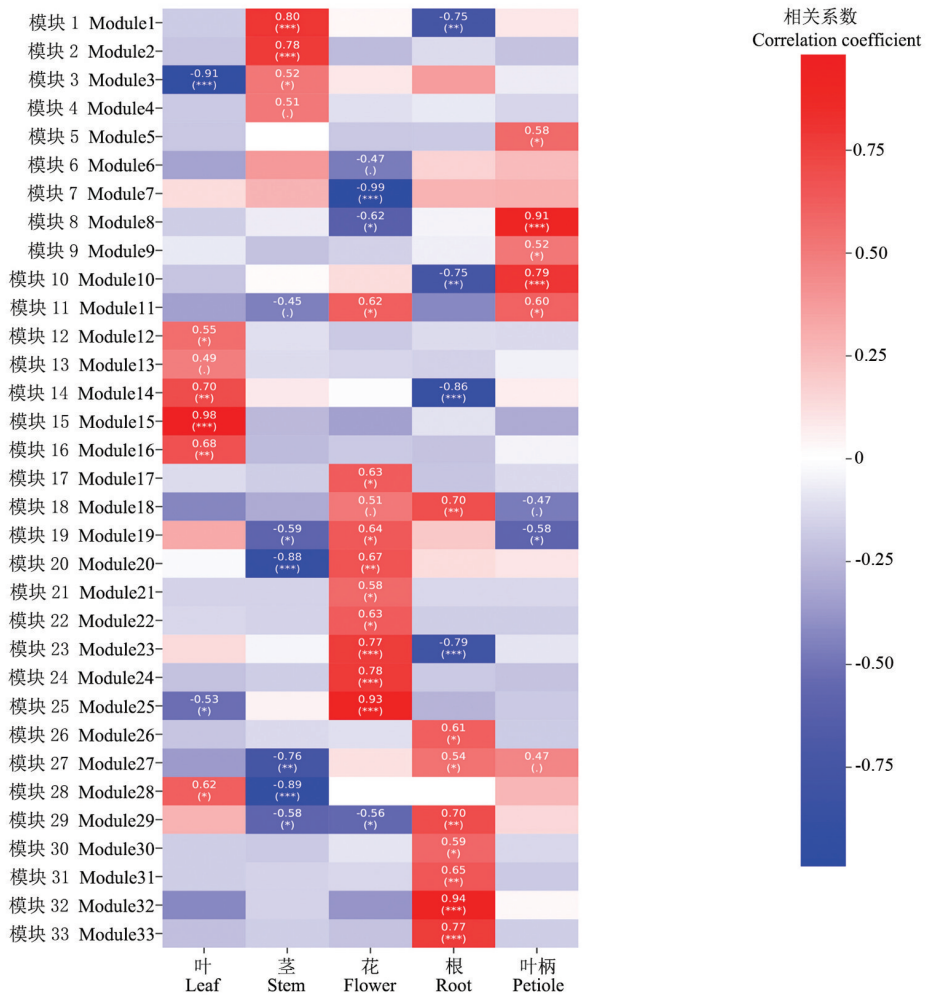 相关系数
Correlation coefficient
模块 1 Module1 0.80 -0.75
(***) (**)
模块 2 Module2 0.78
(***)
模块 3 Module3 -0.91 0.52
(***) (*)
模块 4 Module4 0.51
(.)
模块 5 Module5 0.58
(*)
模块 6 Module6 -0.47
(.)
模块 7 Module7 -0.99
(***)
模块 8 Module8 -0.62 0.91
(*) (***)
模块 9 Module9 0.52
(*)
模块 10 Module10 -0.75 0.79
(**) (***)
模块 11 Module11 -0.45 0.62 0.60
(.) (*) (*)
模块 12 Module12 0.55
(*)
模块 13 Module13 0.49
(.)
模块 14 Module14 0.70 -0.86
(**) (***)
模块 15 Module15 0.98
(***)
模块 16 Module16 0.68
(**)
模块 17 Module17 0.63
(*)
模块 18 Module18 0.51 0.70 -0.47
(.) (**) (.)
模块 19 Module19 -0.59 0.64 -0.58
(*) (*) (*)
模块 20 Module20 -0.88 0.67
(***) (**)
模块 21 Module21 0.58
(*)
模块 22 Module22 0.63
(*)
模块 23 Module23 0.77 -0.79
(***) (***)
模块 24 Module24 0.78
(***)
模块 25 Module25 -0.53 0.93
(*) (***)
模块 26 Module26 0.61
(*)
模块 27 Module27 -0.76 0.54 0.47
(**) (*) (.)
模块 28 Module28 0.62 -0.89
(*) (***)
模块 29 Module29 -0.58 -0.56 0.70
(*) (*) (**)
模块 30 Module30 0.59
(*)
模块 31 Module31 0.65
(**)
模块 32 Module32 0.94
(***)
模块 33 Module33 0.77
(***)
叶 茎 花 根 叶柄
Leaf Stem Flower Root Petiole
0.75
0.50
0.25
0
-0.25
-0.50
-0.75